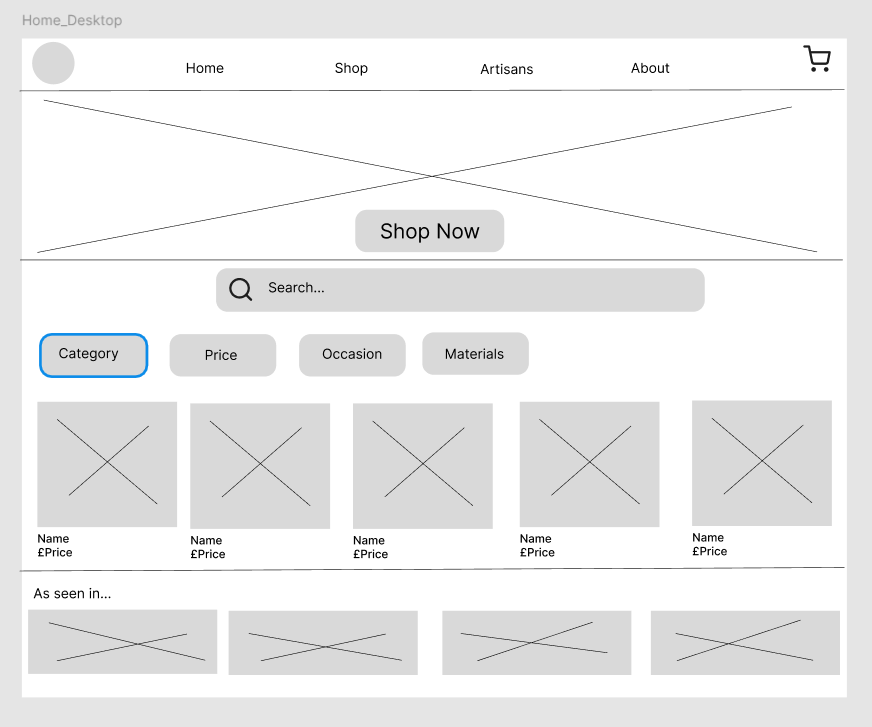 Home_Desktop
Home Shop Artisans About
Shop Now
Search...
Category Price Occasion Materials
Name Name Name Name Name
£Price £Price £Price £Price £Price
As seen in...